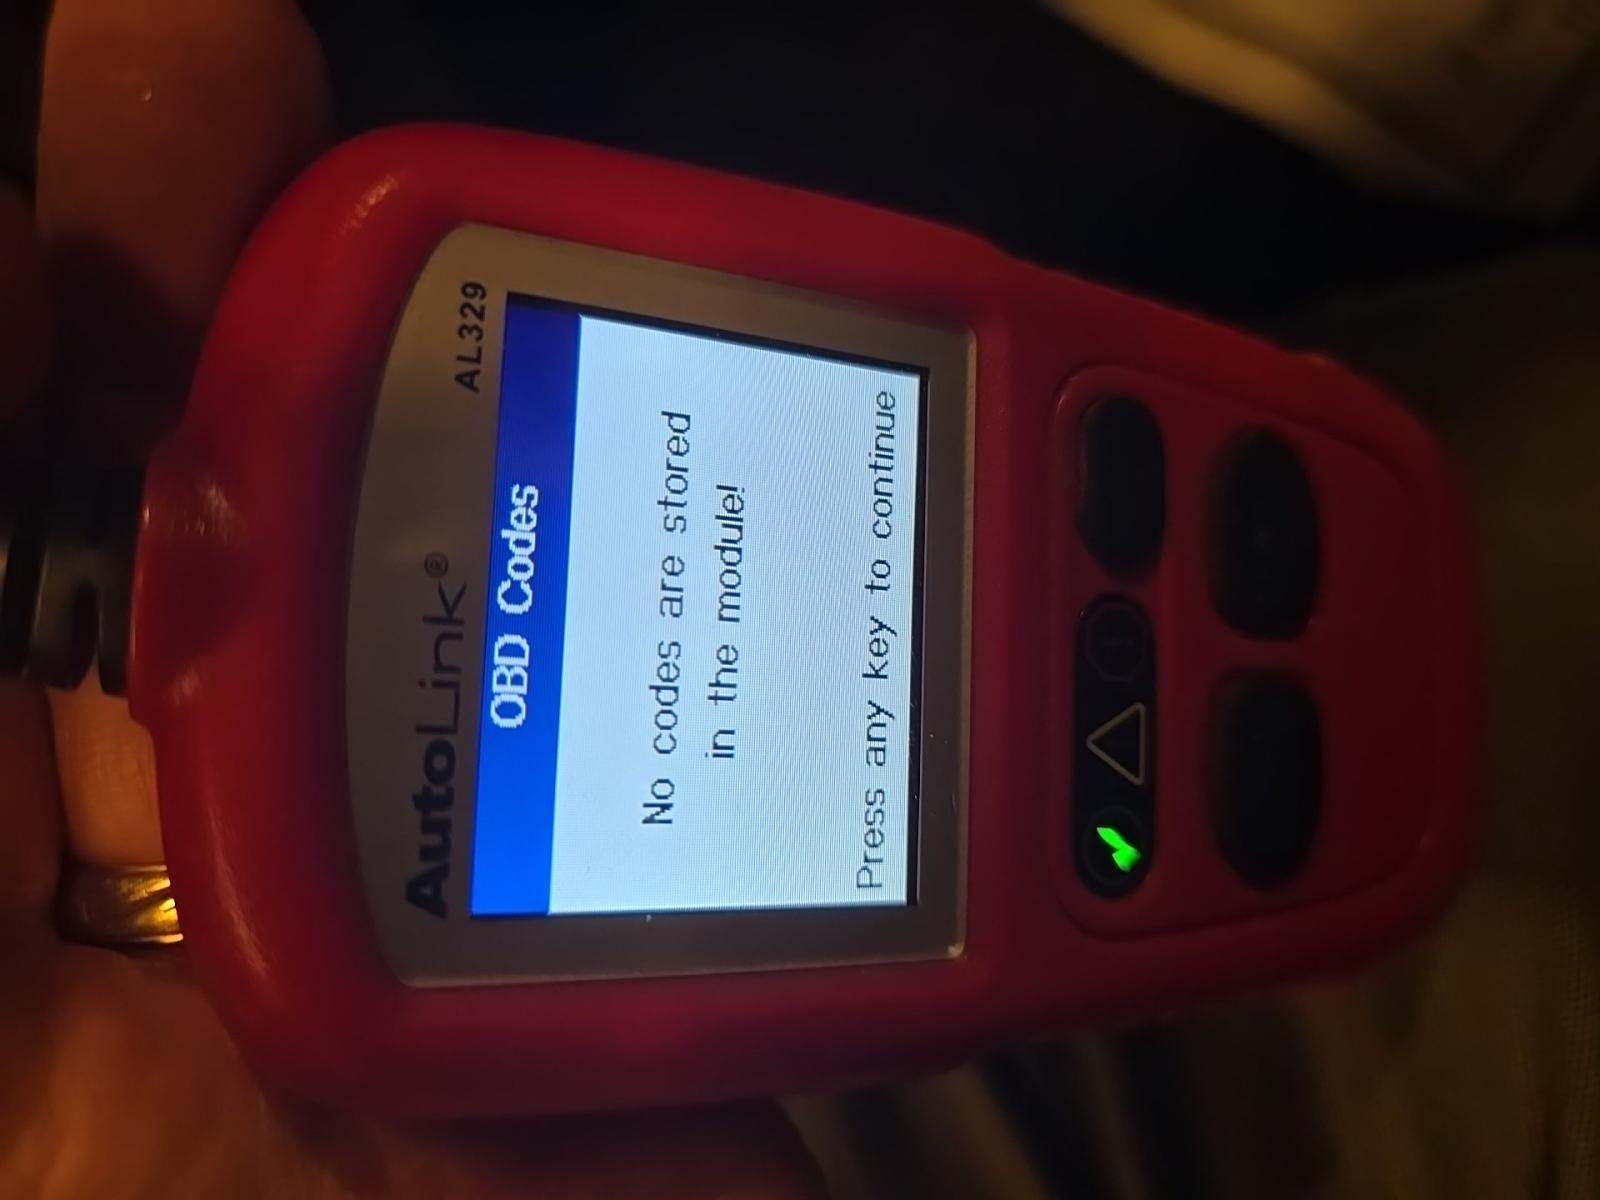 AutoLink®
AL329
OBD Codes
No codes are stored
in the module!
Press any key to continue